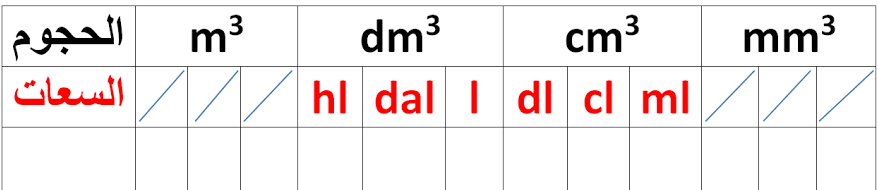 الحجوم m³ dm³ cm³ mm³
السعات hl dal l dl cl ml